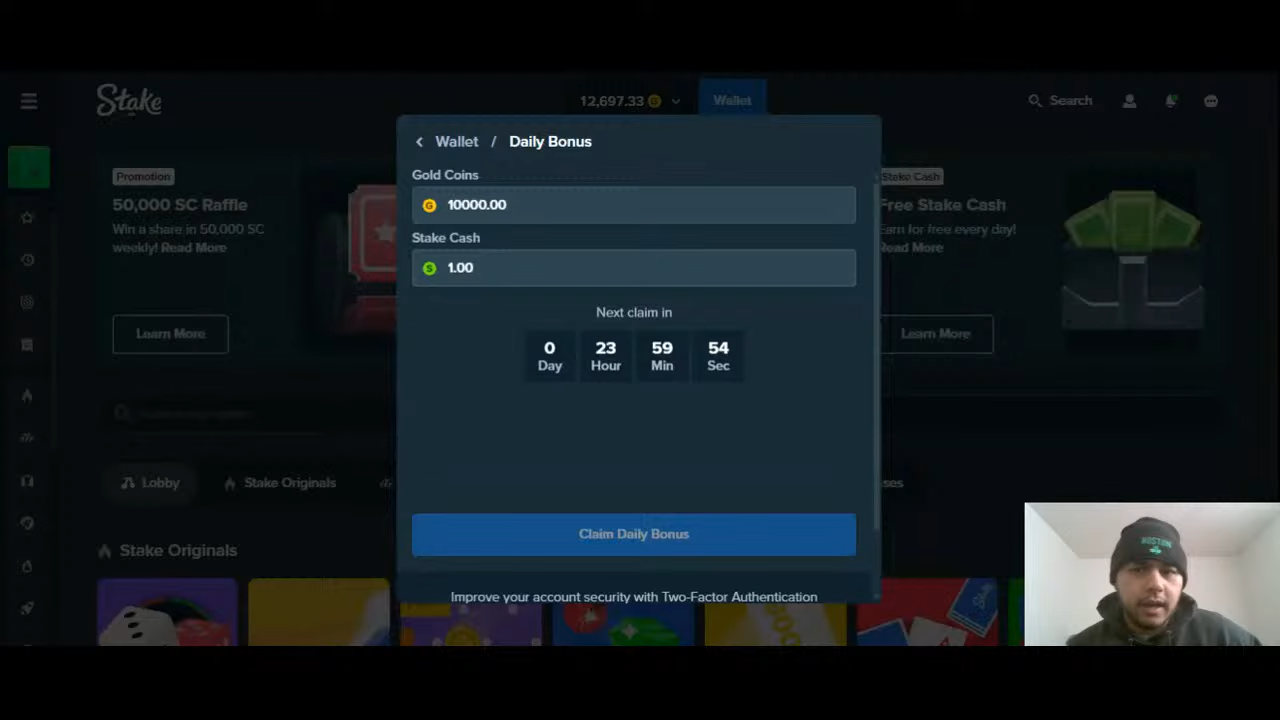 Stake
12,697.33
Wallet
Search
Wallet / Daily Bonus
Gold Coins
10000.00
Stake Cash
1.00
Next claim in
0 23 59 54
Day Hour Min Sec
Claim Daily Bonus
Improve your account security with Two-Factor Authentication
Promotion
50,000 SC Raffle
Win a share in 50,000 SC
weekly! Read More
Learn More
Stake Cash
Free Stake Cash
Earn for free every day!
Read More
Learn More
Lobby
Stake Originals
Stake Originals
BOSTON